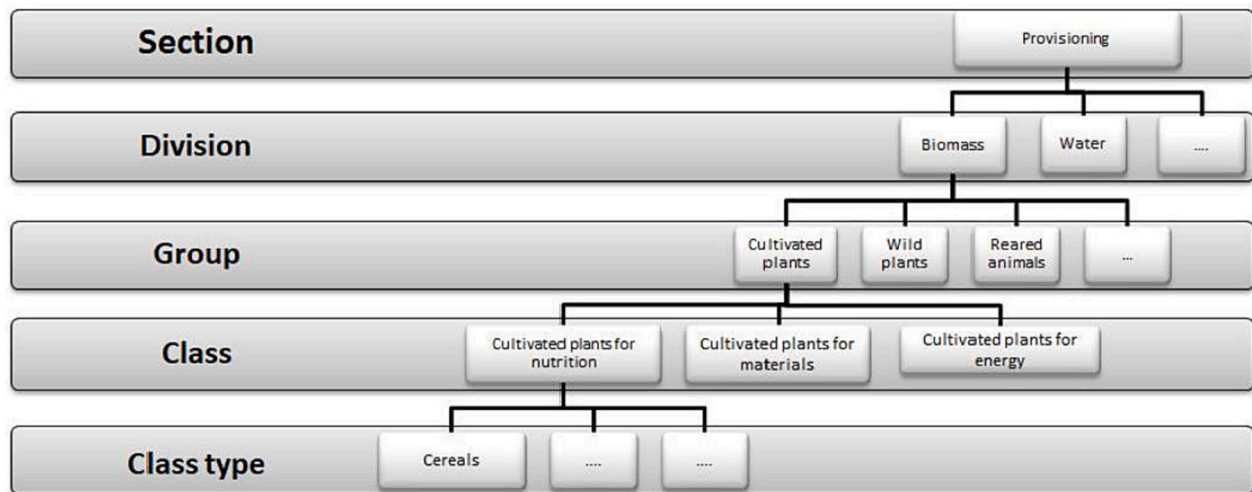 Section
Provisioning
Division
Biomass
Water
....
Group
Cultivated
plants
Wild
plants
Reared
animals
...
Class
Cultivated plants for
nutrition
Cultivated plants for
materials
Cultivated plants for
energy
Class type
Cereals
....
....